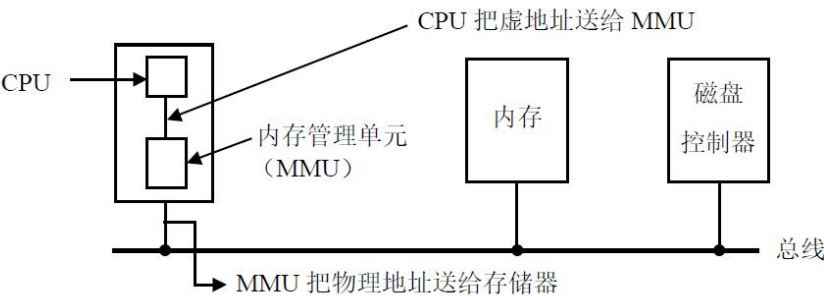 CPU 把虚地址送给 MMU
CPU
内存管理单元
（MMU）
内存
磁盘
控制器
总线
MMU 把物理地址送给存储器